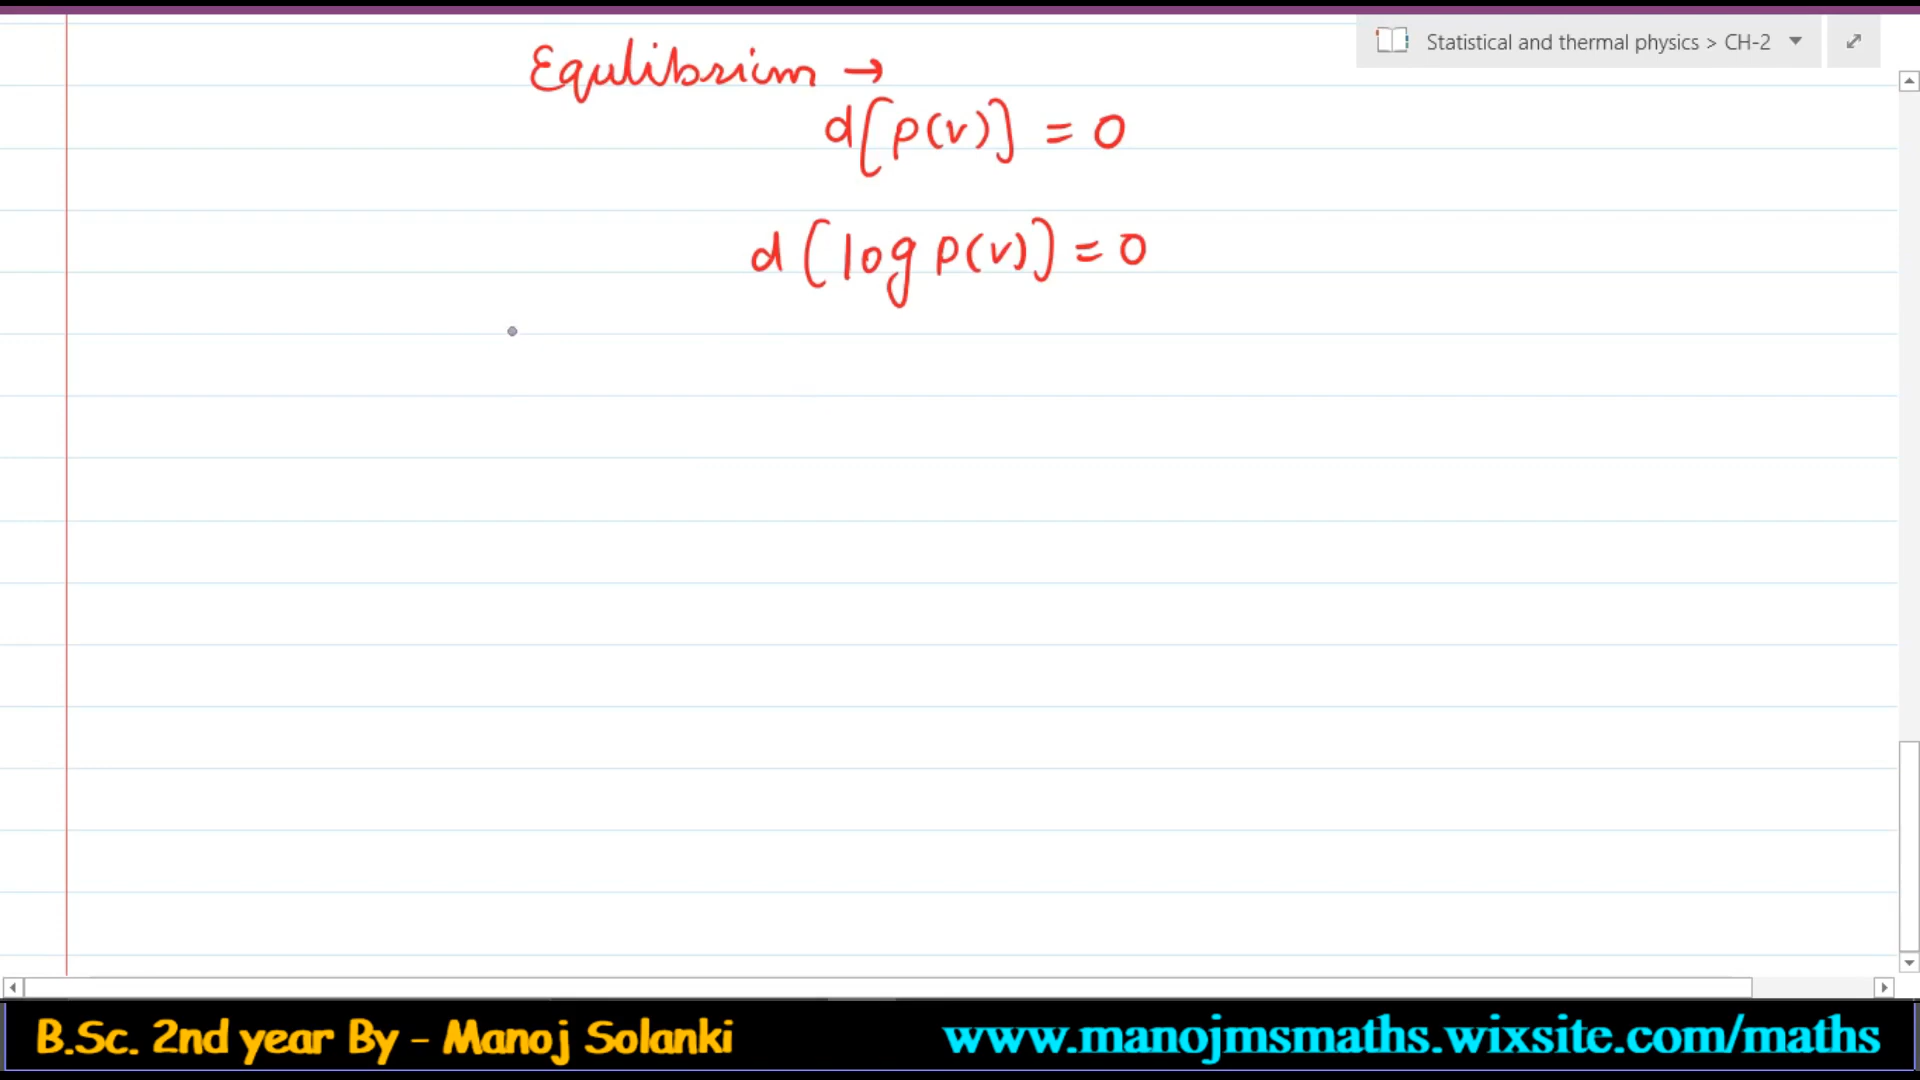 Statistical and thermal physics > CH-2
Equlibrium →
d[P(v)] = 0
d(log P(v)] = 0
B.Sc. 2nd year By - Manoj Solanki
www.manojmsmaths.wixsite.com/maths